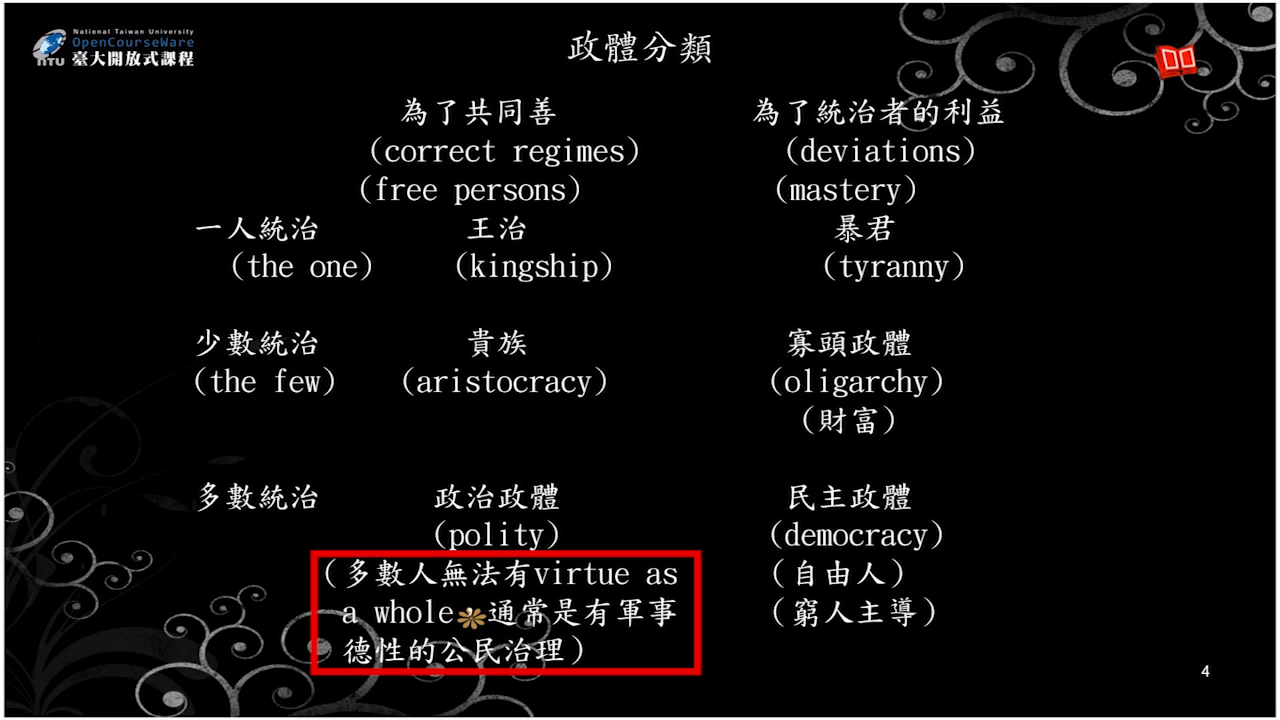 National Taiwan University
OpenCourseWare
NTU 臺大開放式課程
政體分類
為了共同善 為了統治者的利益
(correct regimes) (deviations)
(free persons) (mastery)
一人統治 王治 暴君
(the one) (kingship) (tyranny)
少數統治 貴族 寡頭政體
(the few) (aristocracy) (oligarchy)
(財富)
多數統治 政治政體 民主政體
(polity) (democracy)
(多數人無法有virtue as (自由人)
a whole，通常是有軍事 (窮人主導)
德性的公民治理)
4